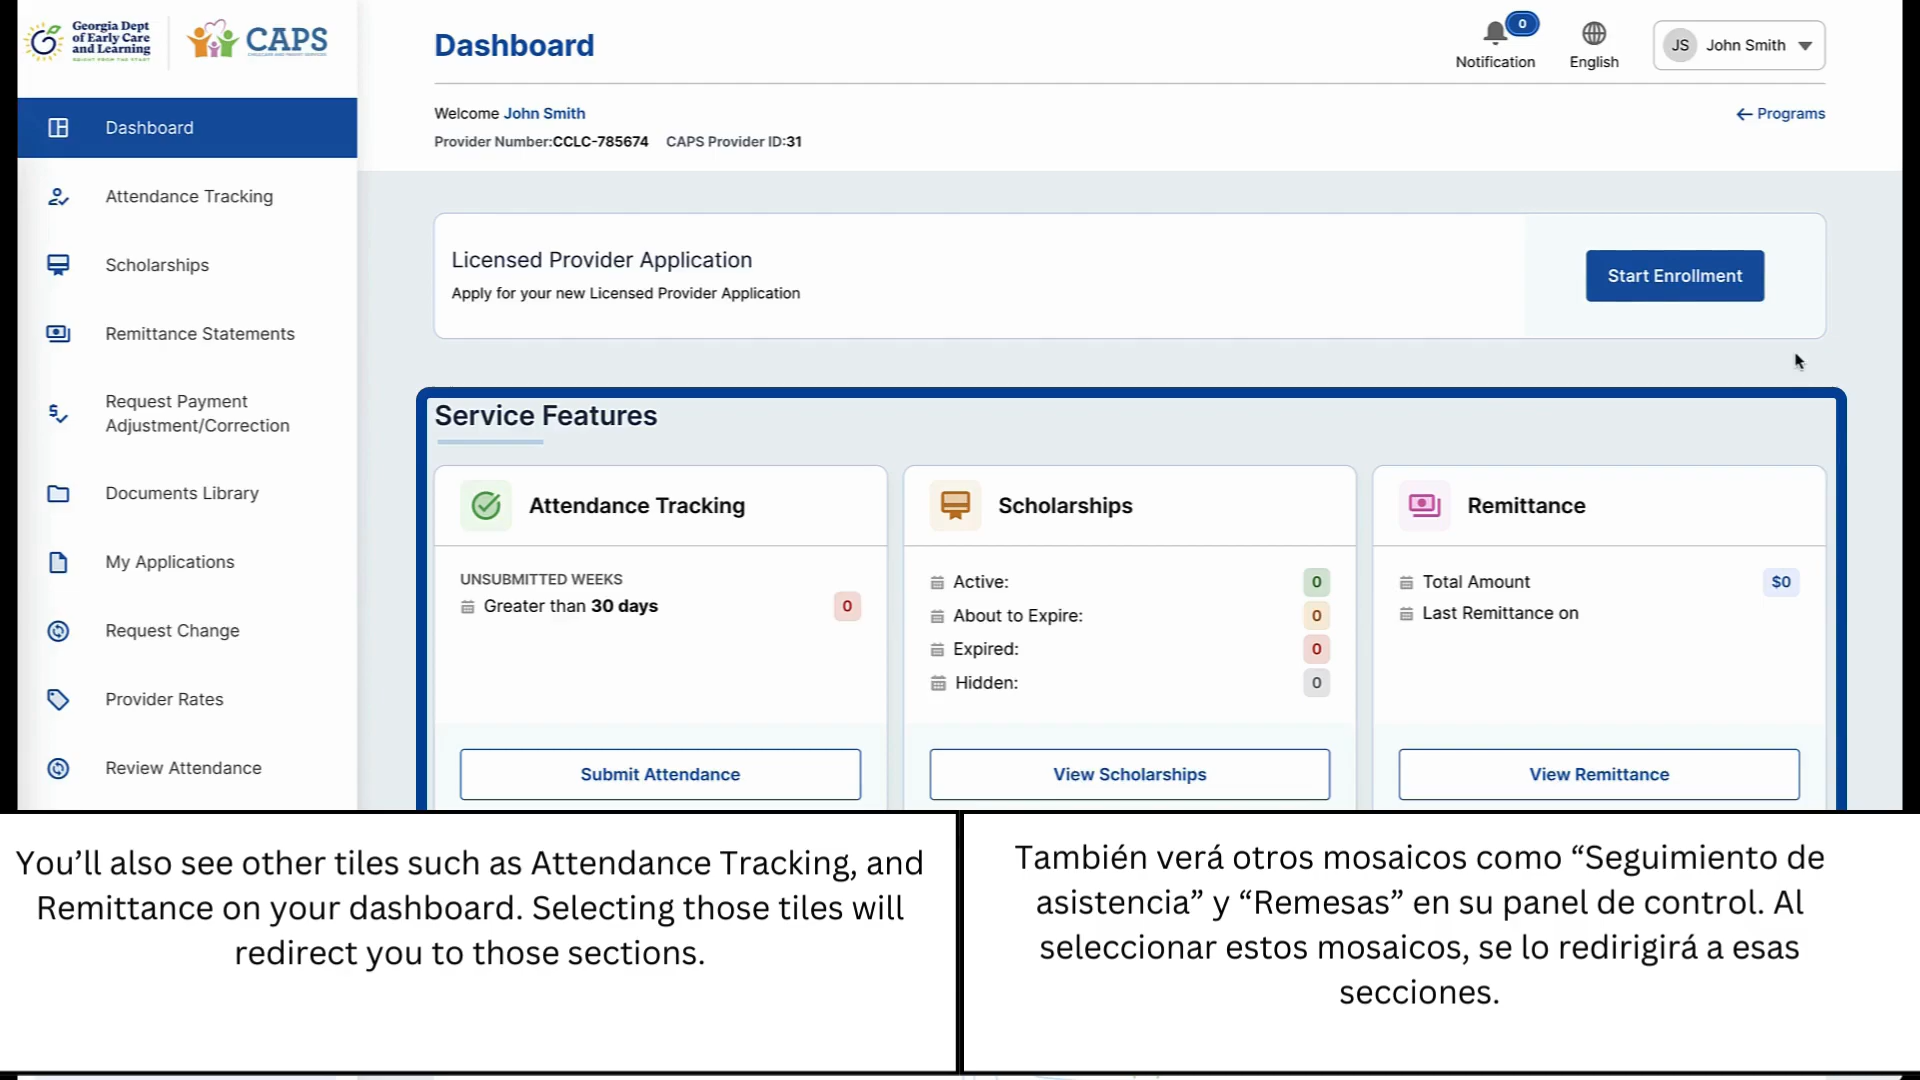 Georgia Dept
of Early Care
and Learning
BRIGHT FROM THE START
CAPS
Dashboard
0
Notification
English
JS
John Smith
Welcome John Smith
Programs
Provider Number:CCLC-785674 CAPS Provider ID:31
Dashboard
Attendance Tracking
Scholarships
Remittance Statements
Request Payment
Adjustment/Correction
Documents Library
My Applications
Request Change
Provider Rates
Review Attendance
Licensed Provider Application
Apply for your new Licensed Provider Application
Start Enrollment
Service Features
Attendance Tracking
UNSUBMITTED WEEKS
Greater than 30 days 0
Submit Attendance
Scholarships
Active: 0
About to Expire: 0
Expired: 0
Hidden: 0
View Scholarships
Remittance
Total Amount $0
Last Remittance on
View Remittance
You’ll also see other tiles such as Attendance Tracking, and
Remittance on your dashboard. Selecting those tiles will
redirect you to those sections.
También verá otros mosaicos como “Seguimiento de
asistencia” y “Remesas” en su panel de control. Al
seleccionar estos mosaicos, se lo redirigirá a esas
secciones.